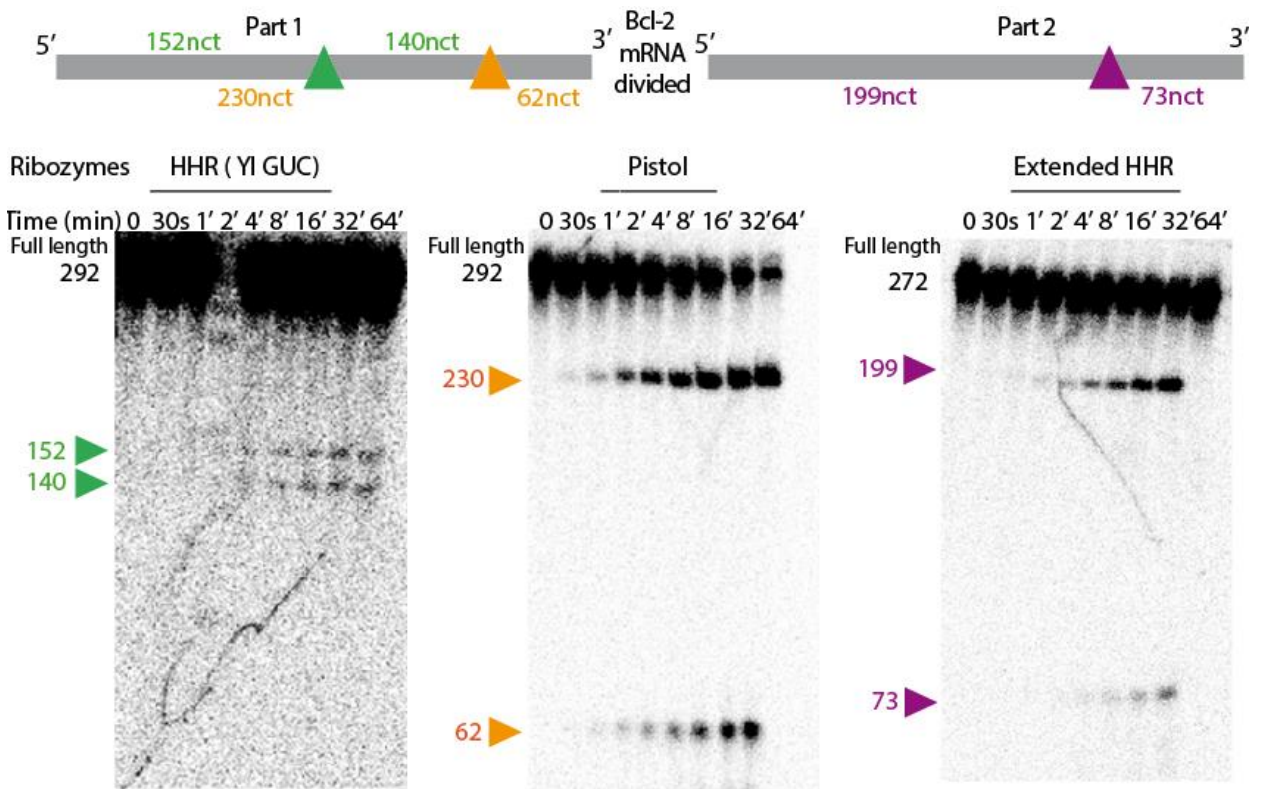 5′ 152nct Part 1 140nct 3′
230nct 62nct
Bcl-2
mRNA
divided
5′ Part 2 3′
199nct 73nct
Ribozymes HHR ( YI GUC) Pistol Extended HHR
Time (min) 0 30s 1′ 2′ 4′ 8′ 16′ 32′ 64′
Full length
292
152
140
0 30s 1′ 2′ 4′ 8′ 16′ 32′ 64′
Full length
292
230
62
0 30s 1′ 2′ 4′ 8′ 16′ 32′ 64′
Full length
272
199
73